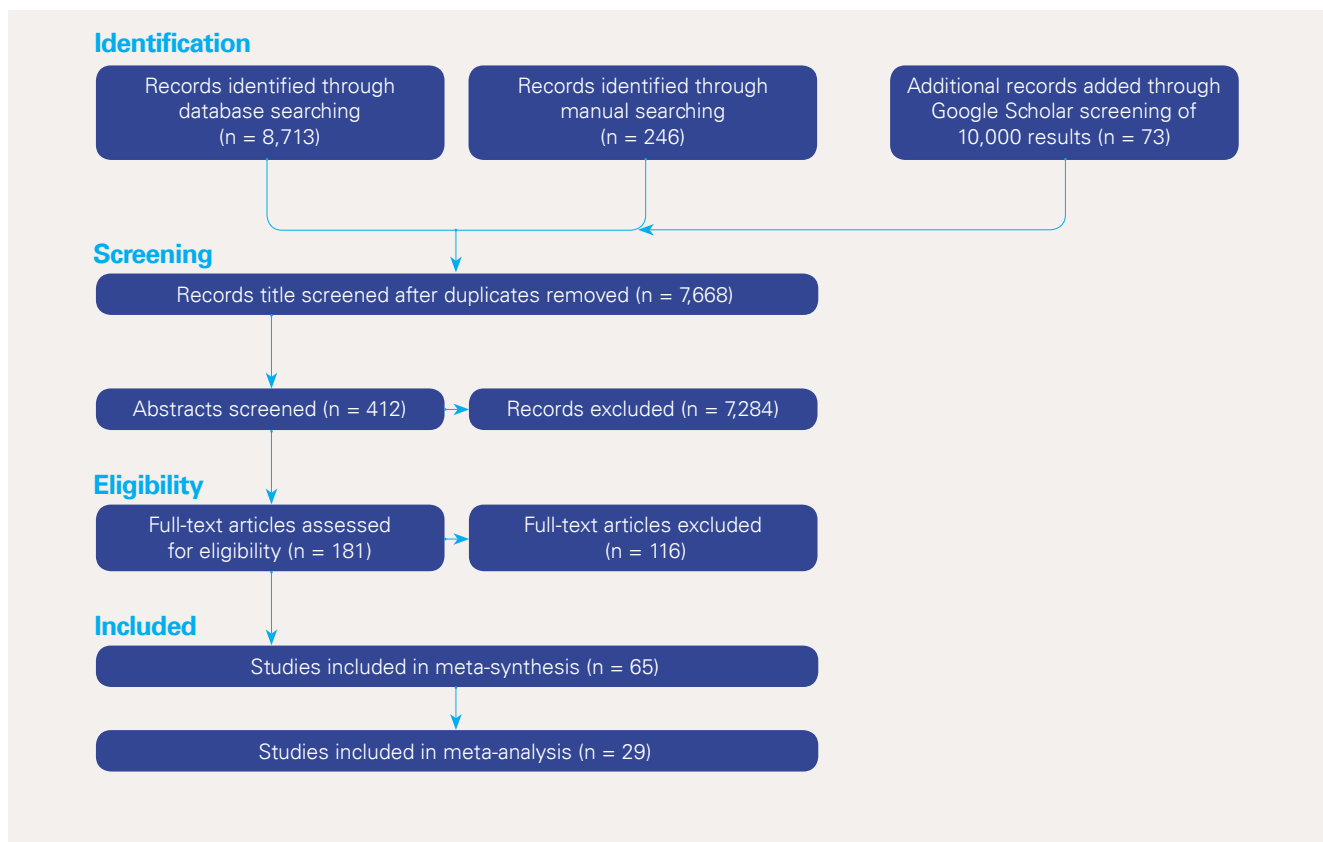 Identification
Records identified through
database searching
(n = 8,713)
Records identified through
manual searching
(n = 246)
Additional records added through
Google Scholar screening of
10,000 results (n = 73)
Screening
Records title screened after duplicates removed (n = 7,668)
Abstracts screened (n = 412)
Records excluded (n = 7,284)
Eligibility
Full-text articles assessed
for eligibility (n = 181)
Full-text articles excluded
(n = 116)
Included
Studies included in meta-synthesis (n = 65)
Studies included in meta-analysis (n = 29)